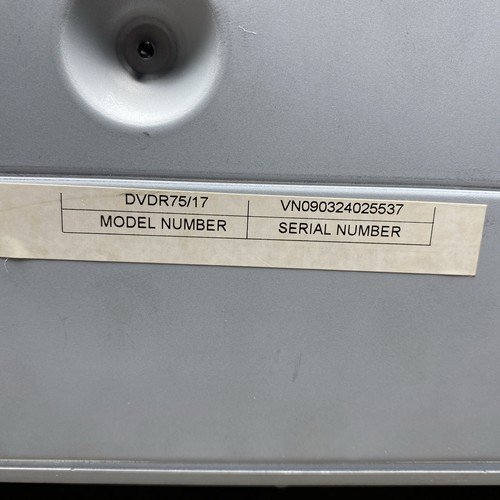 DVDR75/17 VN090324025537
MODEL NUMBER SERIAL NUMBER